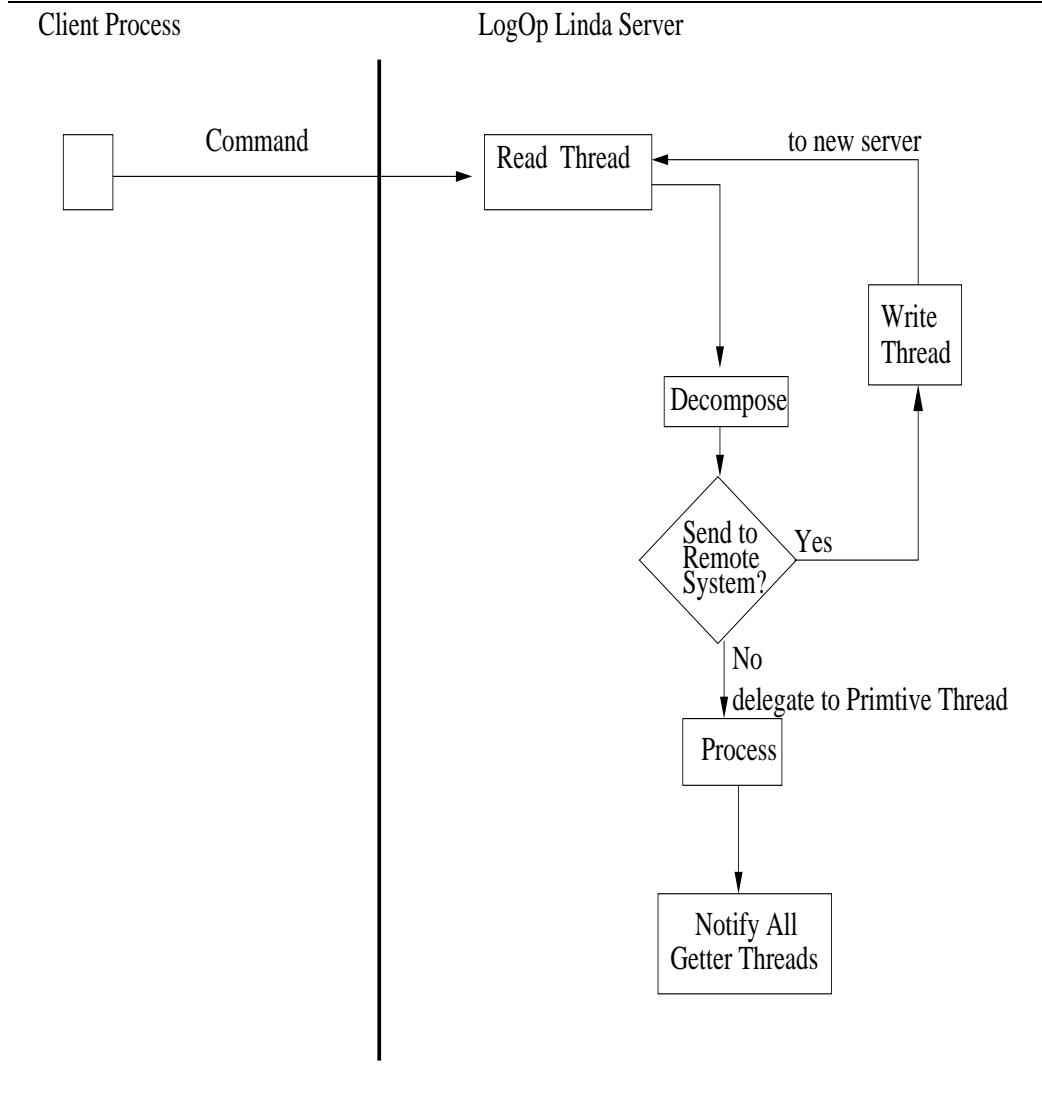 Client Process
LogOp Linda Server
Command
Read Thread
to new server
Write
Thread
Decompose
Send to
Remote
System?
Yes
No
delegate to Primtive Thread
Process
Notify All
Getter Threads